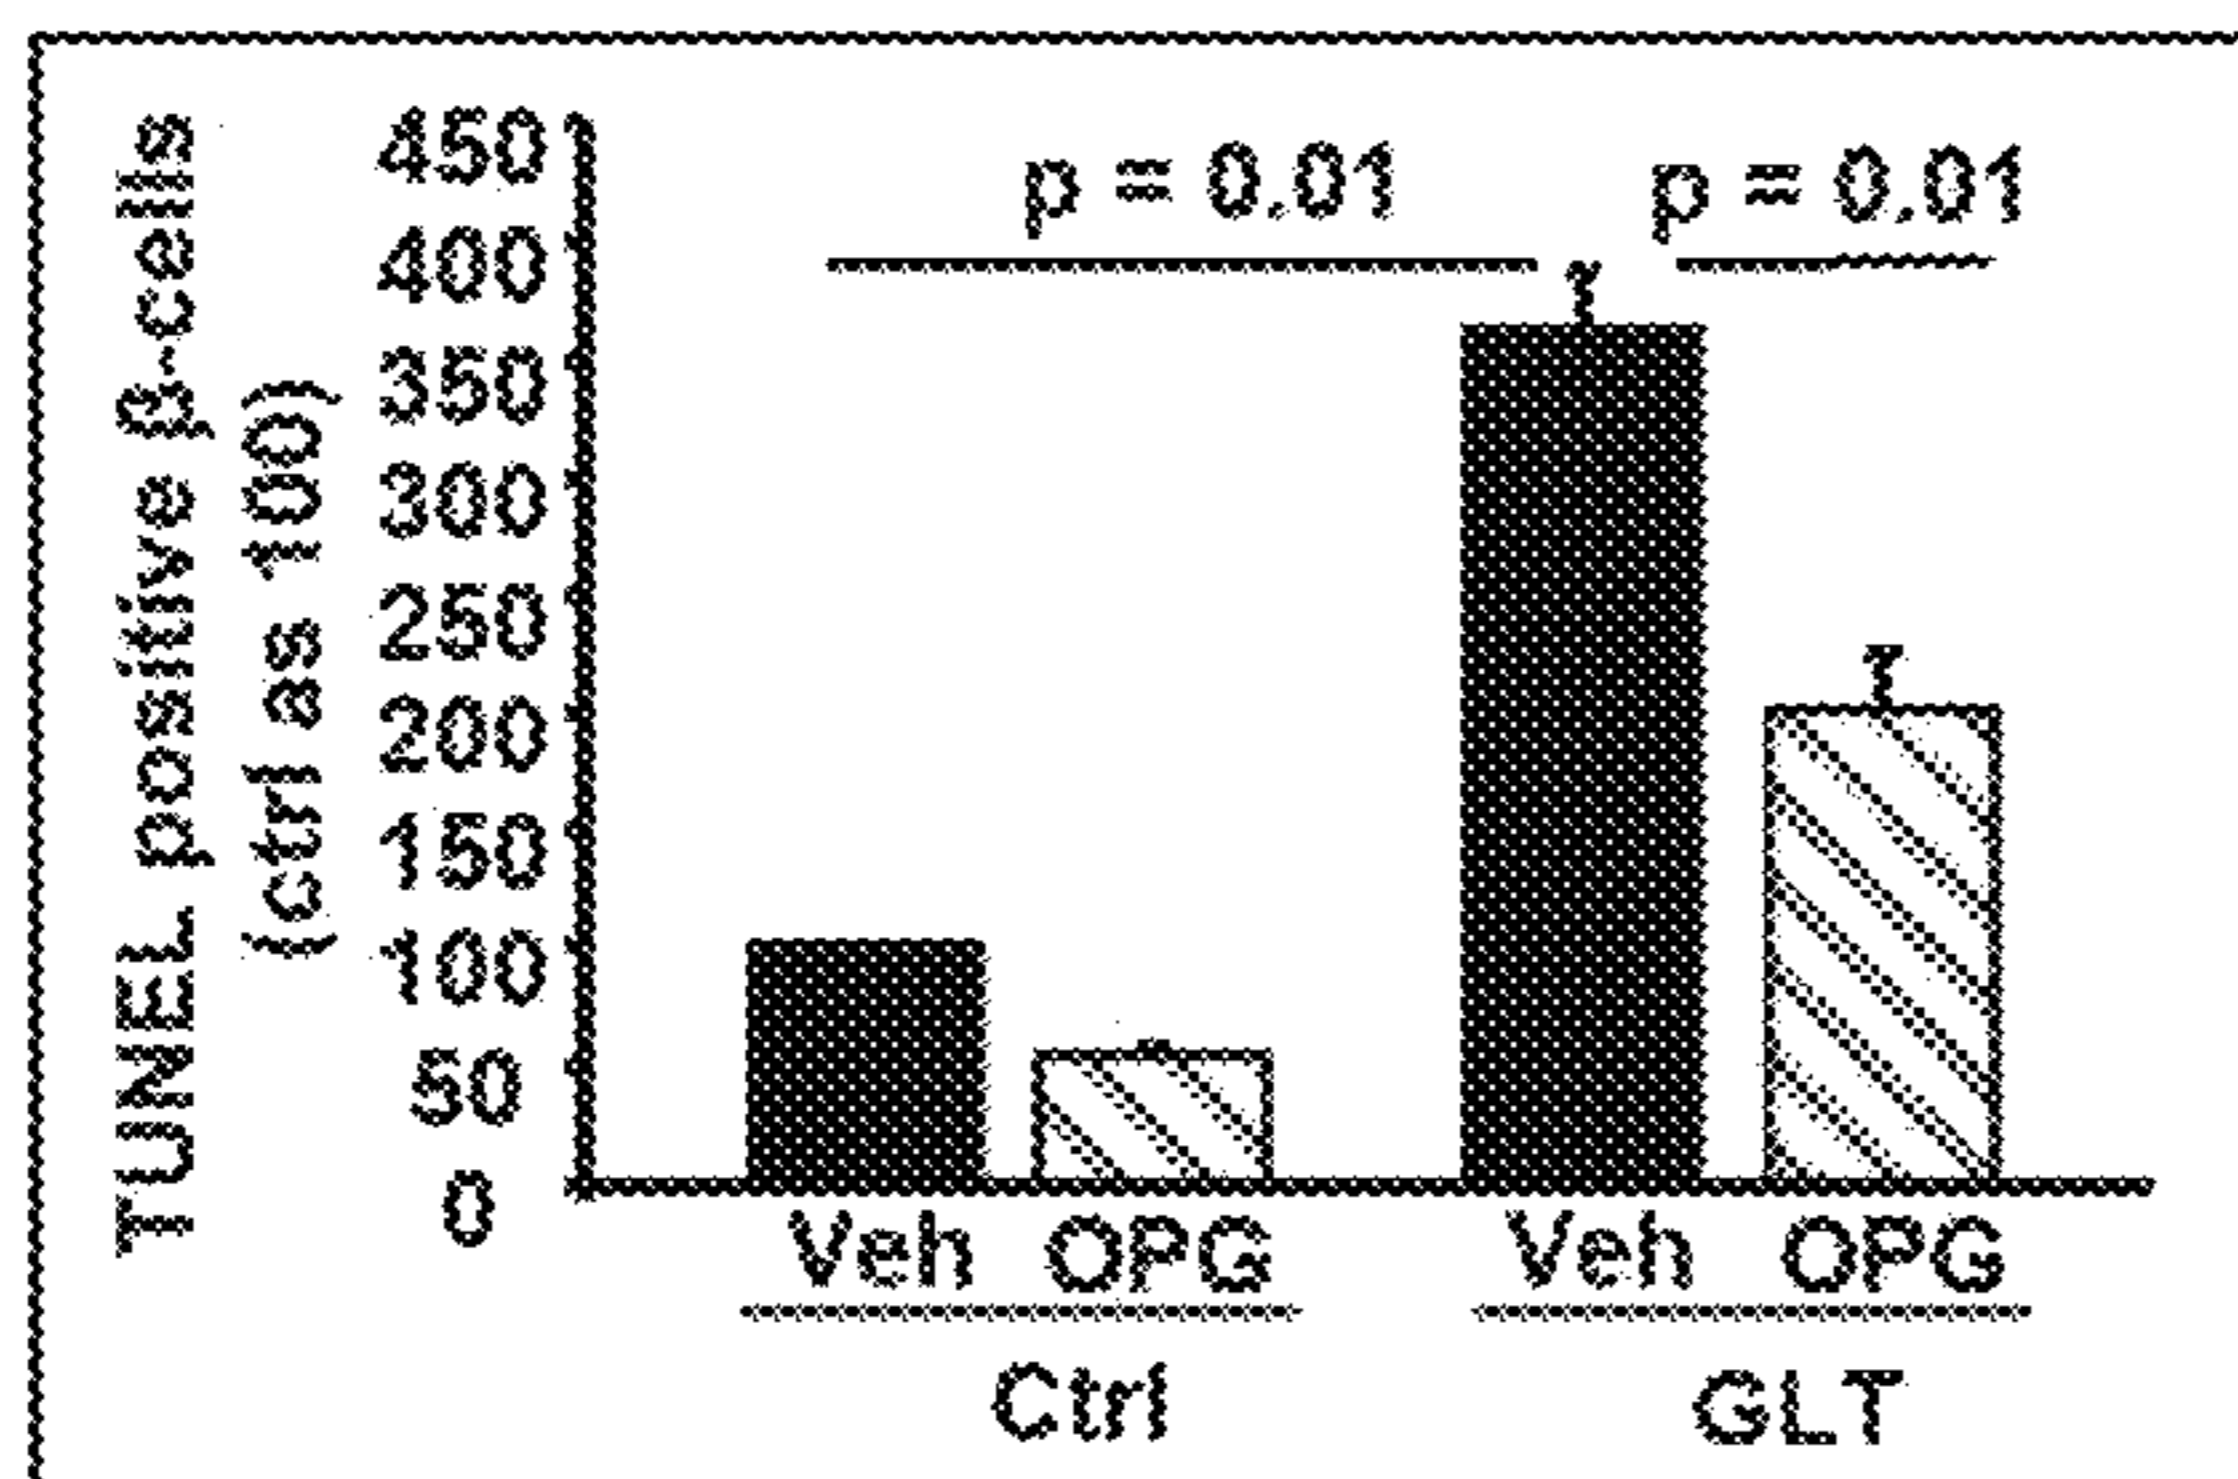 TUNEL positive β-cells
(ctrl as 100)
450
400
350
300
250
200
150
100
50
0
p = 0.01
p = 0.01
Veh OPG
Veh OPG
Ctrl
GLT